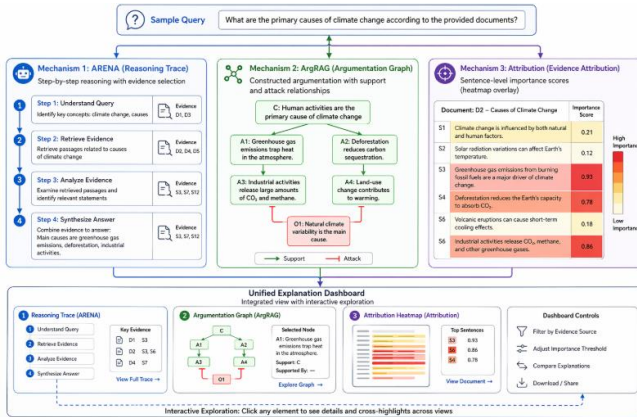 Sample Query
What are the primary causes of climate change according to the provided documents?
Mechanism 1: ARENA (Reasoning Trace)
Step-by-step reasoning with evidence selection
1
Step 1: Understand Query
Identify key concepts: climate change, causes
Evidence
D1, D3
2
Step 2: Retrieve Evidence
Retrieve passages related to causes
of climate change
Evidence
D2, D4, D5
3
Step 3: Analyze Evidence
Examine retrieved passages and
identify relevant statements
Evidence
S3, S7, S12
4
Step 4: Synthesize Answer
Combine evidence to answer:
Main causes are greenhouse gas
emissions, deforestation, industrial
activities.
Evidence
S3, S7, S12
Mechanism 2: ArgRAG (Argumentation Graph)
Constructed argumentation with support
and attack relationships
C: Human activities are the
primary cause of climate change
A1: Greenhouse gas
emissions trap heat in
the atmosphere.
A2: Deforestation
reduces carbon
sequestration.
A3: Industrial activities
release large amounts
of CO₂ and methane.
A4: Land-use
change contributes
to warming.
O1: Natural climate
variability is the main
cause.
Support
Attack
Mechanism 3: Attribution (Evidence Attribution)
Sentence-level importance scores
(heatmap overlay)
Document: D2 – Causes of Climate Change
Importance
Score
S1
Climate change is influenced by both natural
and human factors.
0.21
S2
Solar radiation variations can affect Earth's
temperature.
0.12
S3
Greenhouse gas emissions from burning
fossil fuels are a major driver of climate
change.
0.93
S4
Deforestation reduces the Earth's capacity
to absorb CO₂.
0.78
S5
Volcanic eruptions can cause short-term
cooling effects.
0.18
S6
Industrial activities release CO₂, methane,
and other greenhouse gases.
0.86
High
Importance
Low
Importance
Unified Explanation Dashboard
Integrated view with interactive exploration
1
Reasoning Trace (ARENA)
1
Understand Query
2
Retrieve Evidence
3
Analyze Evidence
4
Synthesize Answer
Key Evidence
D1 S3
D2 S3, S6
D4 S7
View Full Trace →
2
Argumentation Graph (ArgRAG)
C
A1
A2
A3
A4
O1
Selected Node
A1: Greenhouse gas
emissions trap heat
in the atmosphere.
Support: C
Supported By: —
Explore Graph →
3
Attribution Heatmap (Attribution)
Top Sentences
S3 0.93
S6 0.86
S4 0.78
View Document →
Dashboard Controls
Filter by Evidence Source
Adjust Importance Threshold
Compare Explanations
Download / Share
Interactive Exploration: Click any element to see details and cross-highlights across views